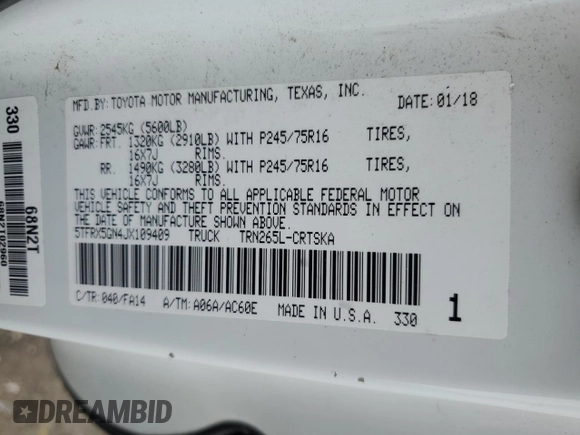 MFD.BY:TOYOTA MOTOR MANUFACTURING, TEXAS, INC.
DATE:01/18
GVWR:2545KG (5600LB)
GAWR:FRT. 1320KG (2910LB) WITH P245/75R16 TIRES,
16X7J RIMS.
RR. 1490KG (3280LB) WITH P245/75R16 TIRES,
16X7J RIMS.
THIS VEHICLE CONFORMS TO ALL APPLICABLE FEDERAL MOTOR
VEHICLE SAFETY AND THEFT PREVENTION STANDARDS IN EFFECT ON
THE DATE OF MANUFACTURE SHOWN ABOVE.
5TFRX5GN4JX109409 TRUCK TRN265L-CRTSKA
C/TR:040/FA14 A/TM:A06A/AC60E MADE IN U.S.A. 330 1
330
68N2T
DREAMBID